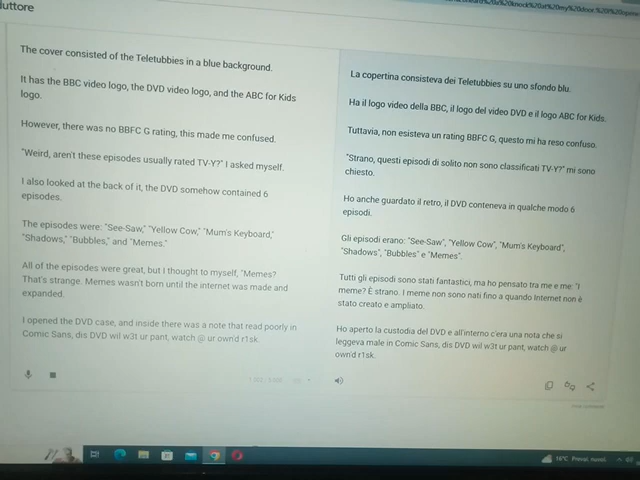 duttore
The cover consisted of the Teletubbies in a blue background.
It has the BBC video logo, the DVD video logo, and the ABC for Kids
logo.
However, there was no BBFC G rating, this made me confused.
"Weird, aren't these episodes usually rated TV-Y?" I asked myself.
I also looked at the back of it, the DVD somehow contained 6
episodes.
The episodes were: "See-Saw," "Yellow Cow," "Mum's Keyboard,"
"Shadows," "Bubbles," and "Memes."
All of the episodes were great, but I thought to myself, "Memes?
That's strange. Memes wasn't born until the internet was made and
expanded.
I opened the DVD case, and inside there was a note that read poorly in
Comic Sans, dis DVD wil w3t ur pant, watch @ ur own'd r1sk.
La copertina consisteva dei Teletubbies su uno sfondo blu.
Ha il logo video della BBC, il logo del video DVD e il logo ABC for Kids.
Tuttavia, non esisteva un rating BBFC G, questo mi ha reso confuso.
"Strano, questi episodi di solito non sono classificati TV-Y?" mi sono
chiesto.
Ho anche guardato il retro, il DVD conteneva in qualche modo 6
episodi.
Gli episodi erano: "See-Saw", "Yellow Cow", "Mum's Keyboard",
"Shadows", "Bubbles" e "Memes".
Tutti gli episodi sono stati fantastici, ma ho pensato tra me e me: "I
meme? È strano. I meme non sono nati fino a quando Internet non è
stato creato e ampliato.
Ho aperto la custodia del DVD e all'interno c'era una nota che si
leggeva male in Comic Sans, dis DVD wil w3t ur pant, watch @ ur
own'd r1sk.
16°C Preval. nuvol.